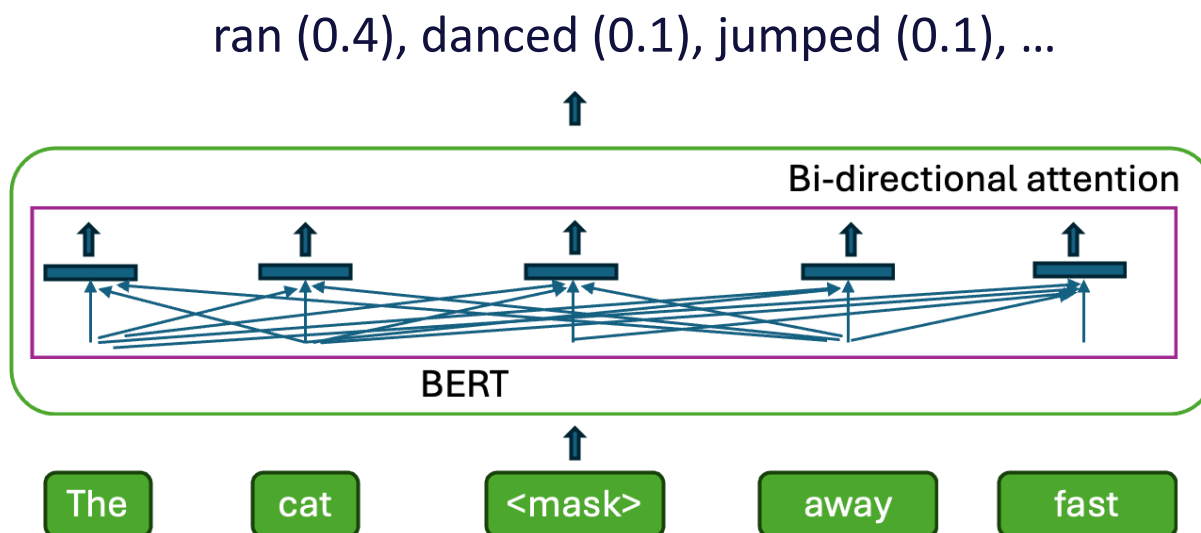 ran (0.4), danced (0.1), jumped (0.1), ...
Bi-directional attention
BERT
The cat <mask> away fast